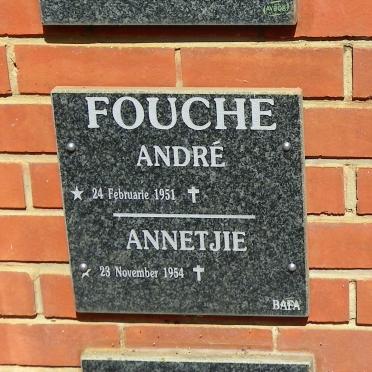 FOUCHE
ANDRÉ
★ 24 Februarie 1951 ✝
ANNETJIE
★ 23 November 1954 ✝
BAFA